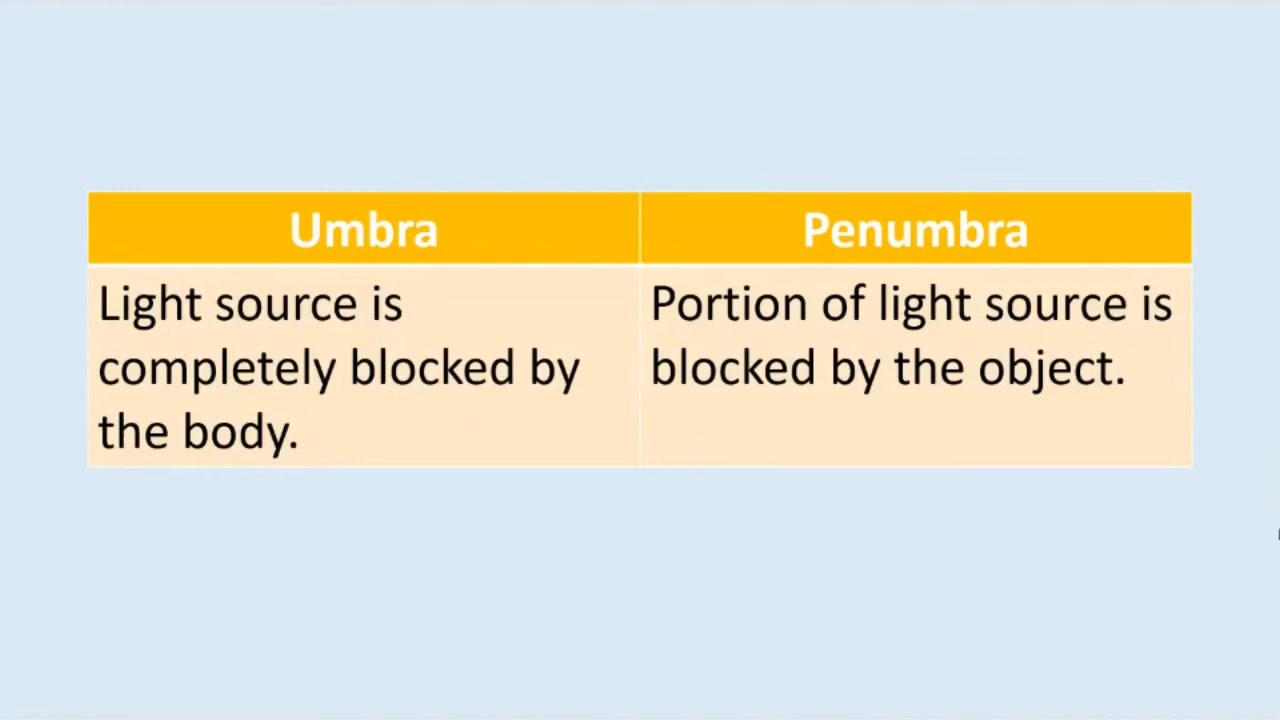 Umbra
Penumbra
Light source is
completely blocked by
the body.
Portion of light source is
blocked by the object.